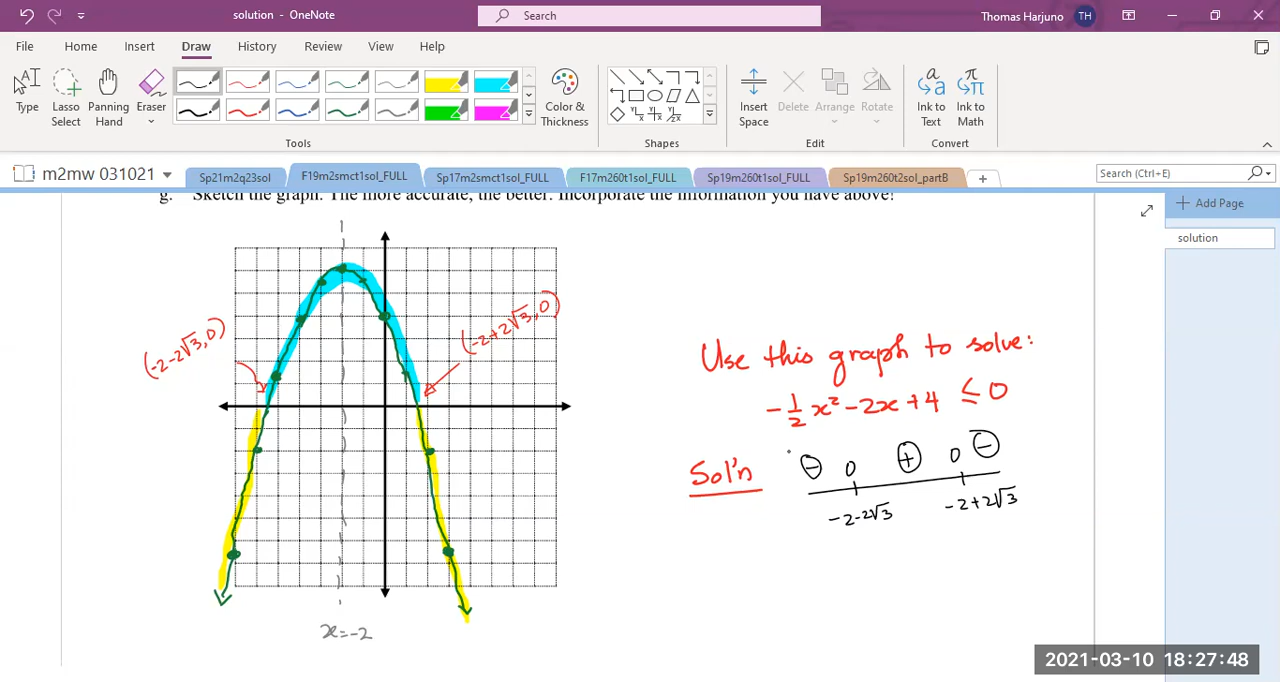 solution - OneNote
Search
Thomas Harjuno TH
File Home Insert Draw History Review View Help
Type
Lasso Select
Panning Hand
Eraser
Color & Thickness
Insert Space
Delete
Arrange
Rotate
Ink to Text
Ink to Math
Tools
Shapes
Edit
Convert
m2mw 031021
Sp21m2q23sol
F19m2smct1sol_FULL
Sp17m2smct1sol_FULL
F17m260t1sol_FULL
Sp19m260t1sol_FULL
Sp19m260t2sol_partB
Search (Ctrl+E)
Add Page
solution
g. Sketch the graph. The more accurate, the better. Incorporate the information you have above!
(-2-2√3,0)
(-2+2√3,0)
x=-2
Use this graph to solve:
-1/2 x² - 2x + 4 ≤ 0
Sol'n
- 0 + 0 -
-2-2√3 -2+2√3
2021-03-10 18:27:48